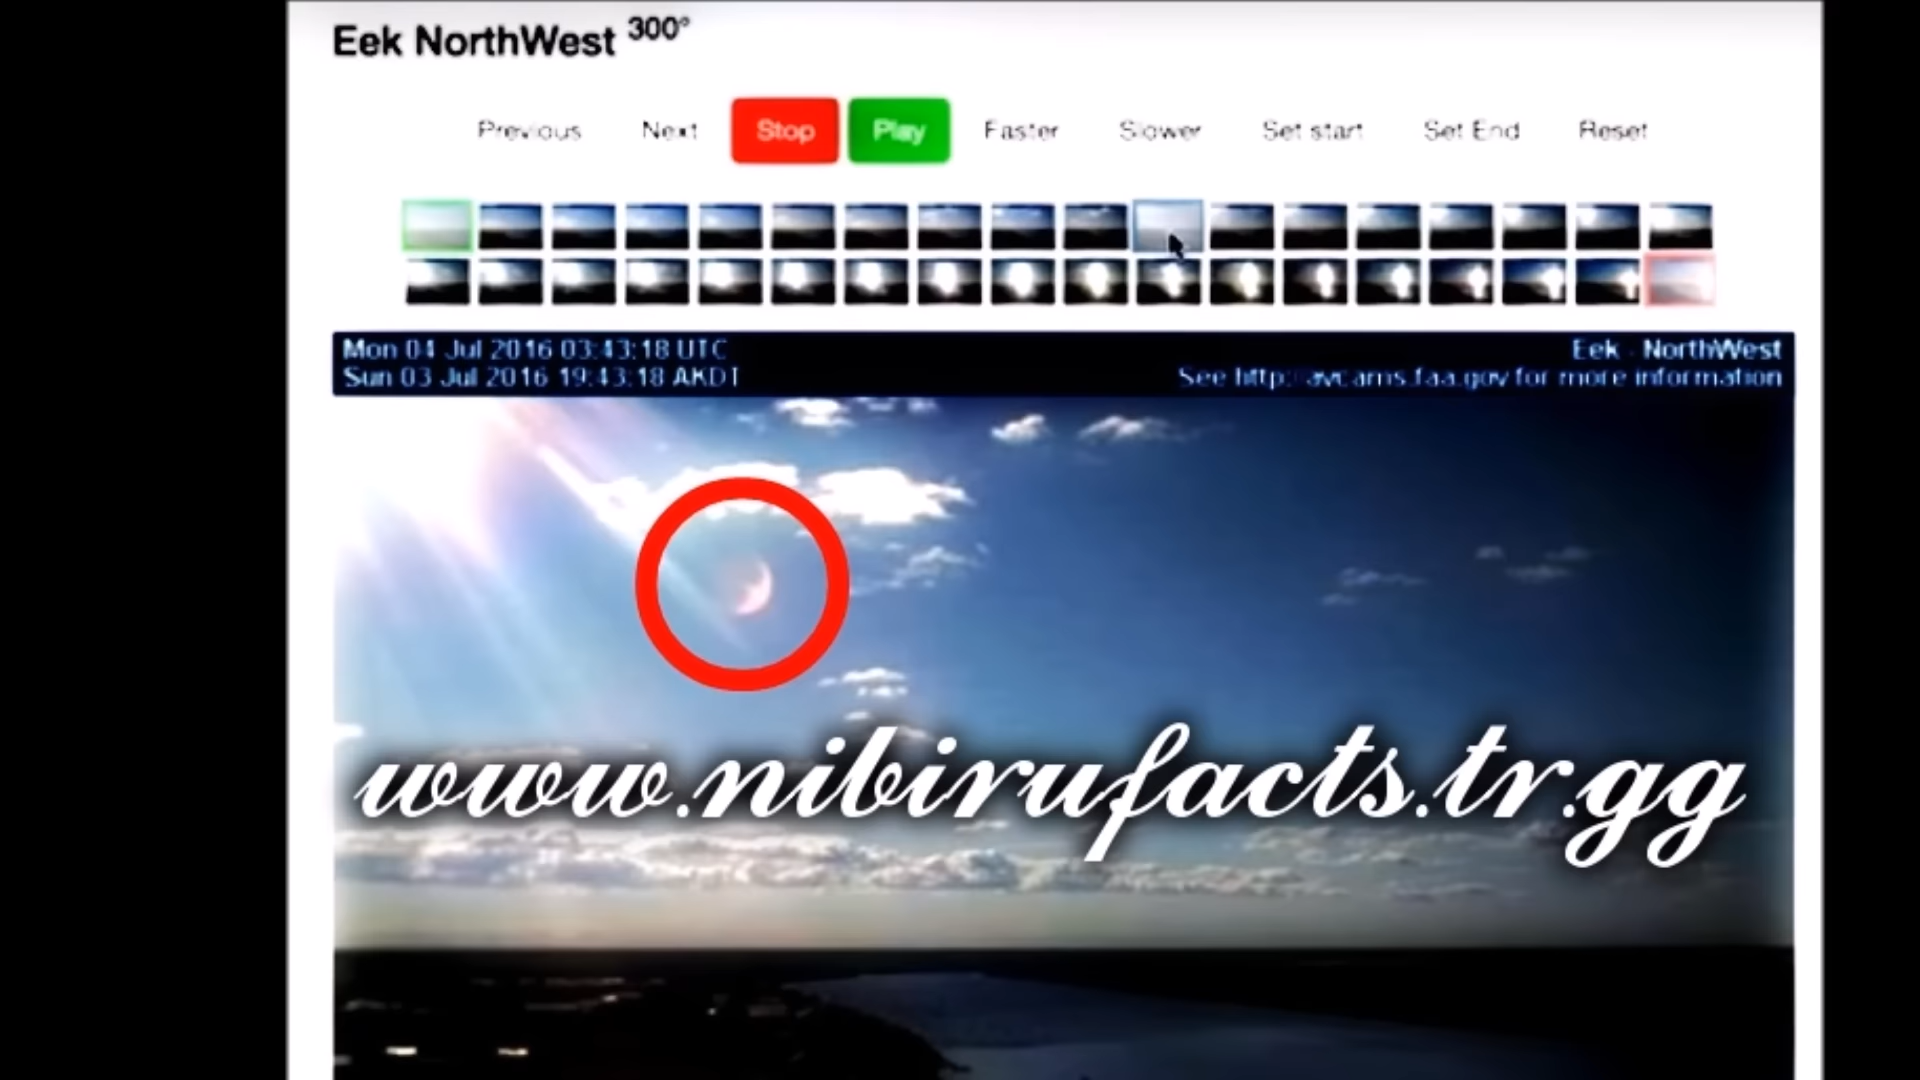 Eek NorthWest 300°
Previous Next Stop Play Faster Slower Set start Set End Reset
Mon 04 Jul 2016 03:43:18 UTC
Eek - NorthWest
Sun 03 Jul 2016 19:43:18 AKDT
See http://avcams.faa.gov for more information
www.nibirufacts.tr.gg